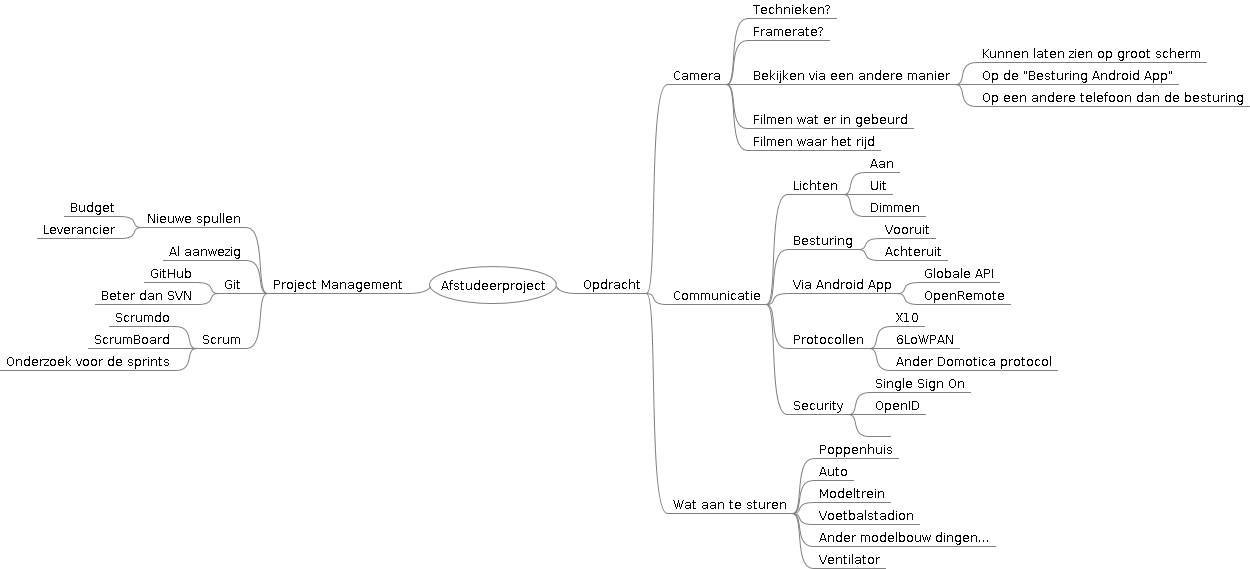 Afstudeerproject
Project Management
Nieuwe spullen
Budget
Leverancier
Al aanwezig
Git
GitHub
Beter dan SVN
Scrum
Scrumdo
ScrumBoard
Onderzoek voor de sprints
Opdracht
Camera
Technieken?
Framerate?
Bekijken via een andere manier
Kunnen laten zien op groot scherm
Op de "Besturing Android App"
Op een andere telefoon dan de besturing
Filmen wat er in gebeurd
Filmen waar het rijd
Communicatie
Lichten
Aan
Uit
Dimmen
Besturing
Vooruit
Achteruit
Via Android App
Globale API
OpenRemote
Protocollen
X10
6LoWPAN
Ander Domotica protocol
Security
Single Sign On
OpenID
Wat aan te sturen
Poppenhuis
Auto
Modeltrein
Voetbalstadion
Ander modelbouw dingen...
Ventilator